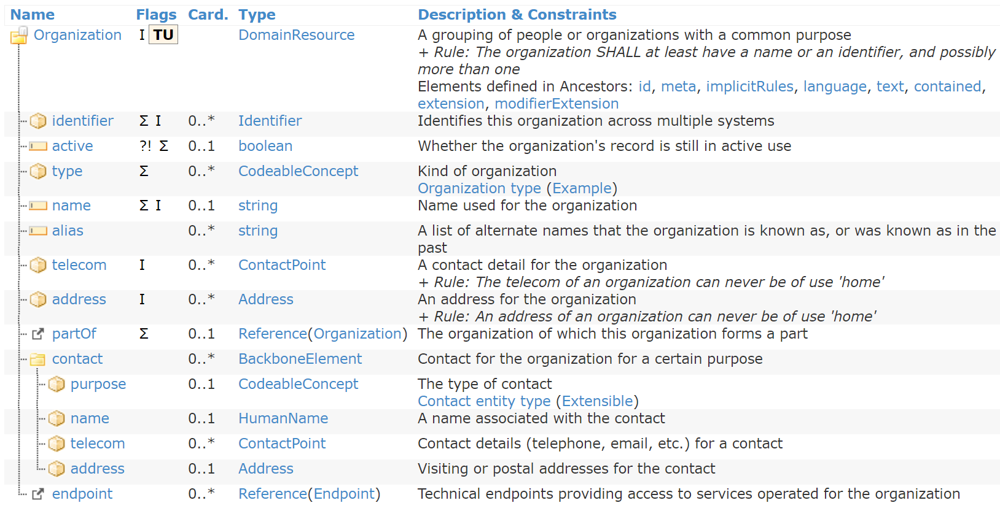 Name Flags Card. Type Description & Constraints
Organization I TU DomainResource A grouping of people or organizations with a common purpose
+ Rule: The organization SHALL at least have a name or an identifier, and possibly
more than one
Elements defined in Ancestors: id, meta, implicitRules, language, text, contained,
extension, modifierExtension
identifier Σ I 0..* Identifier Identifies this organization across multiple systems
active ?! Σ 0..1 boolean Whether the organization's record is still in active use
type Σ 0..* CodeableConcept Kind of organization
Organization type (Example)
name Σ I 0..1 string Name used for the organization
alias 0..* string A list of alternate names that the organization is known as, or was known as in the
past
telecom I 0..* ContactPoint A contact detail for the organization
+ Rule: The telecom of an organization can never be of use 'home'
address I 0..* Address An address for the organization
+ Rule: An address of an organization can never be of use 'home'
partOf Σ 0..1 Reference(Organization) The organization of which this organization forms a part
contact 0..* BackboneElement Contact for the organization for a certain purpose
purpose 0..1 CodeableConcept The type of contact
Contact entity type (Extensible)
name 0..1 HumanName A name associated with the contact
telecom 0..* ContactPoint Contact details (telephone, email, etc.) for a contact
address 0..1 Address Visiting or postal addresses for the contact
endpoint 0..* Reference(Endpoint) Technical endpoints providing access to services operated for the organization